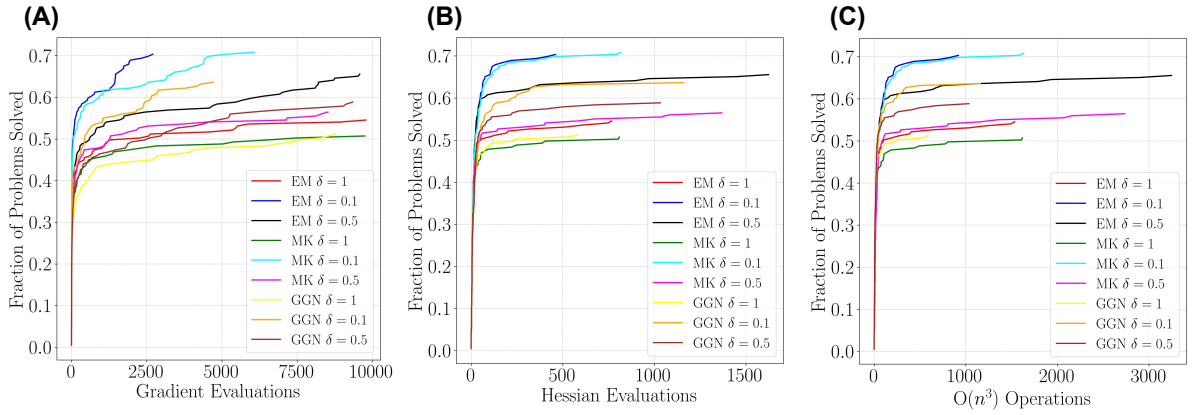 (A)
Fraction of Problems Solved
0.7
0.6
0.5
0.4
0.3
0.2
0.1
0.0
EM δ = 1
EM δ = 0.1
EM δ = 0.5
MK δ = 1
MK δ = 0.1
MK δ = 0.5
GGN δ = 1
GGN δ = 0.1
GGN δ = 0.5
0 2500 5000 7500 10000
Gradient Evaluations
(B)
Fraction of Problems Solved
0.7
0.6
0.5
0.4
0.3
0.2
0.1
0.0
EM δ = 1
EM δ = 0.1
EM δ = 0.5
MK δ = 1
MK δ = 0.1
MK δ = 0.5
GGN δ = 1
GGN δ = 0.1
GGN δ = 0.5
0 500 1000 1500
Hessian Evaluations
(C)
Fraction of Problems Solved
0.7
0.6
0.5
0.4
0.3
0.2
0.1
0.0
EM δ = 1
EM δ = 0.1
EM δ = 0.5
MK δ = 1
MK δ = 0.1
MK δ = 0.5
GGN δ = 1
GGN δ = 0.1
GGN δ = 0.5
0 1000 2000 3000
O(n³) Operations